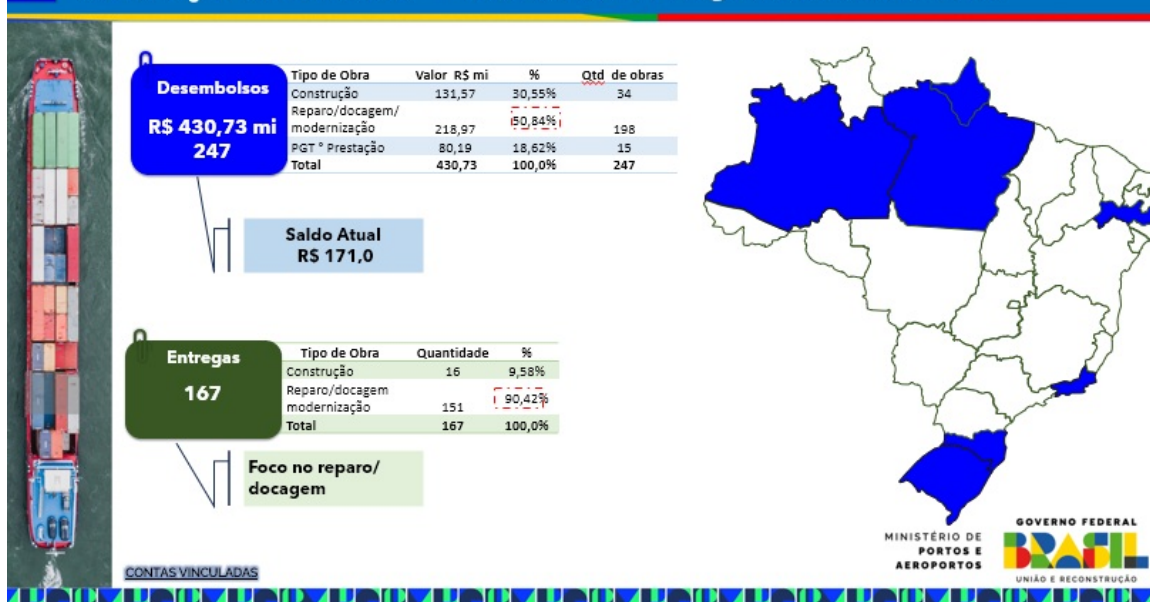 Desembolsos
R$ 430,73 mi
247
Tipo de Obra Valor R$ mi % Qtd de obras
Construção 131,57 30,55% 34
Reparo/docagem/
modernização 218,97 50,84% 198
PGT ° Prestação 80,19 18,62% 15
Total 430,73 100,0% 247
Saldo Atual
R$ 171,0
Entregas
167
Tipo de Obra Quantidade %
Construção 16 9,58%
Reparo/docagem
modernização 151 90,42%
Total 167 100,0%
Foco no reparo/
docagem
CONTAS VINCULADAS
MINISTÉRIO DE
PORTOS E
AEROPORTOS
GOVERNO FEDERAL
BRASIL
UNIÃO E RECONSTRUÇÃO